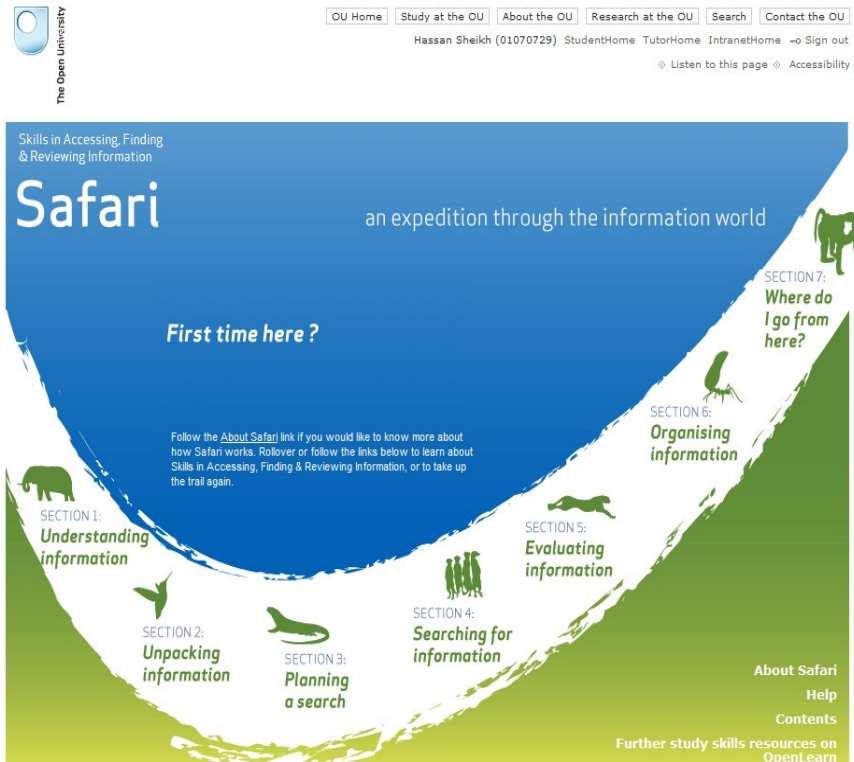 The Open University
OU Home Study at the OU About the OU Research at the OU Search Contact the OU
Hassan Sheikh (01070729) StudentHome TutorHome IntranetHome Sign out
Listen to this page Accessibility
Skills in Accessing, Finding
& Reviewing Information
Safari
an expedition through the information world
First time here ?
Follow the About Safari link if you would like to know more about
how Safari works. Rollover or follow the links below to learn about
Skills in Accessing, Finding & Reviewing Information, or to take up
the trail again.
SECTION 1:
Understanding
information
SECTION 2:
Unpacking
information
SECTION 3:
Planning
a search
SECTION 4:
Searching for
information
SECTION 5:
Evaluating
information
SECTION 6:
Organising
information
SECTION 7:
Where do
I go from
here?
About Safari
Help
Contents
Further study skills resources on
OpenLearn